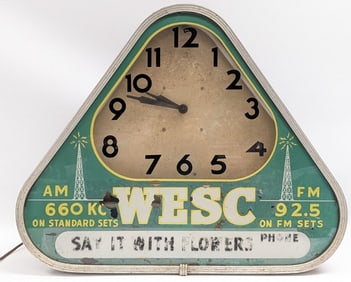 12
11 1
10 2
9 3
8 4
7 6 5
AM WESC FM
660 KC 92.5
ON STANDARD SETS ON FM SETS
SAY IT WITH FLOWERS PHONE